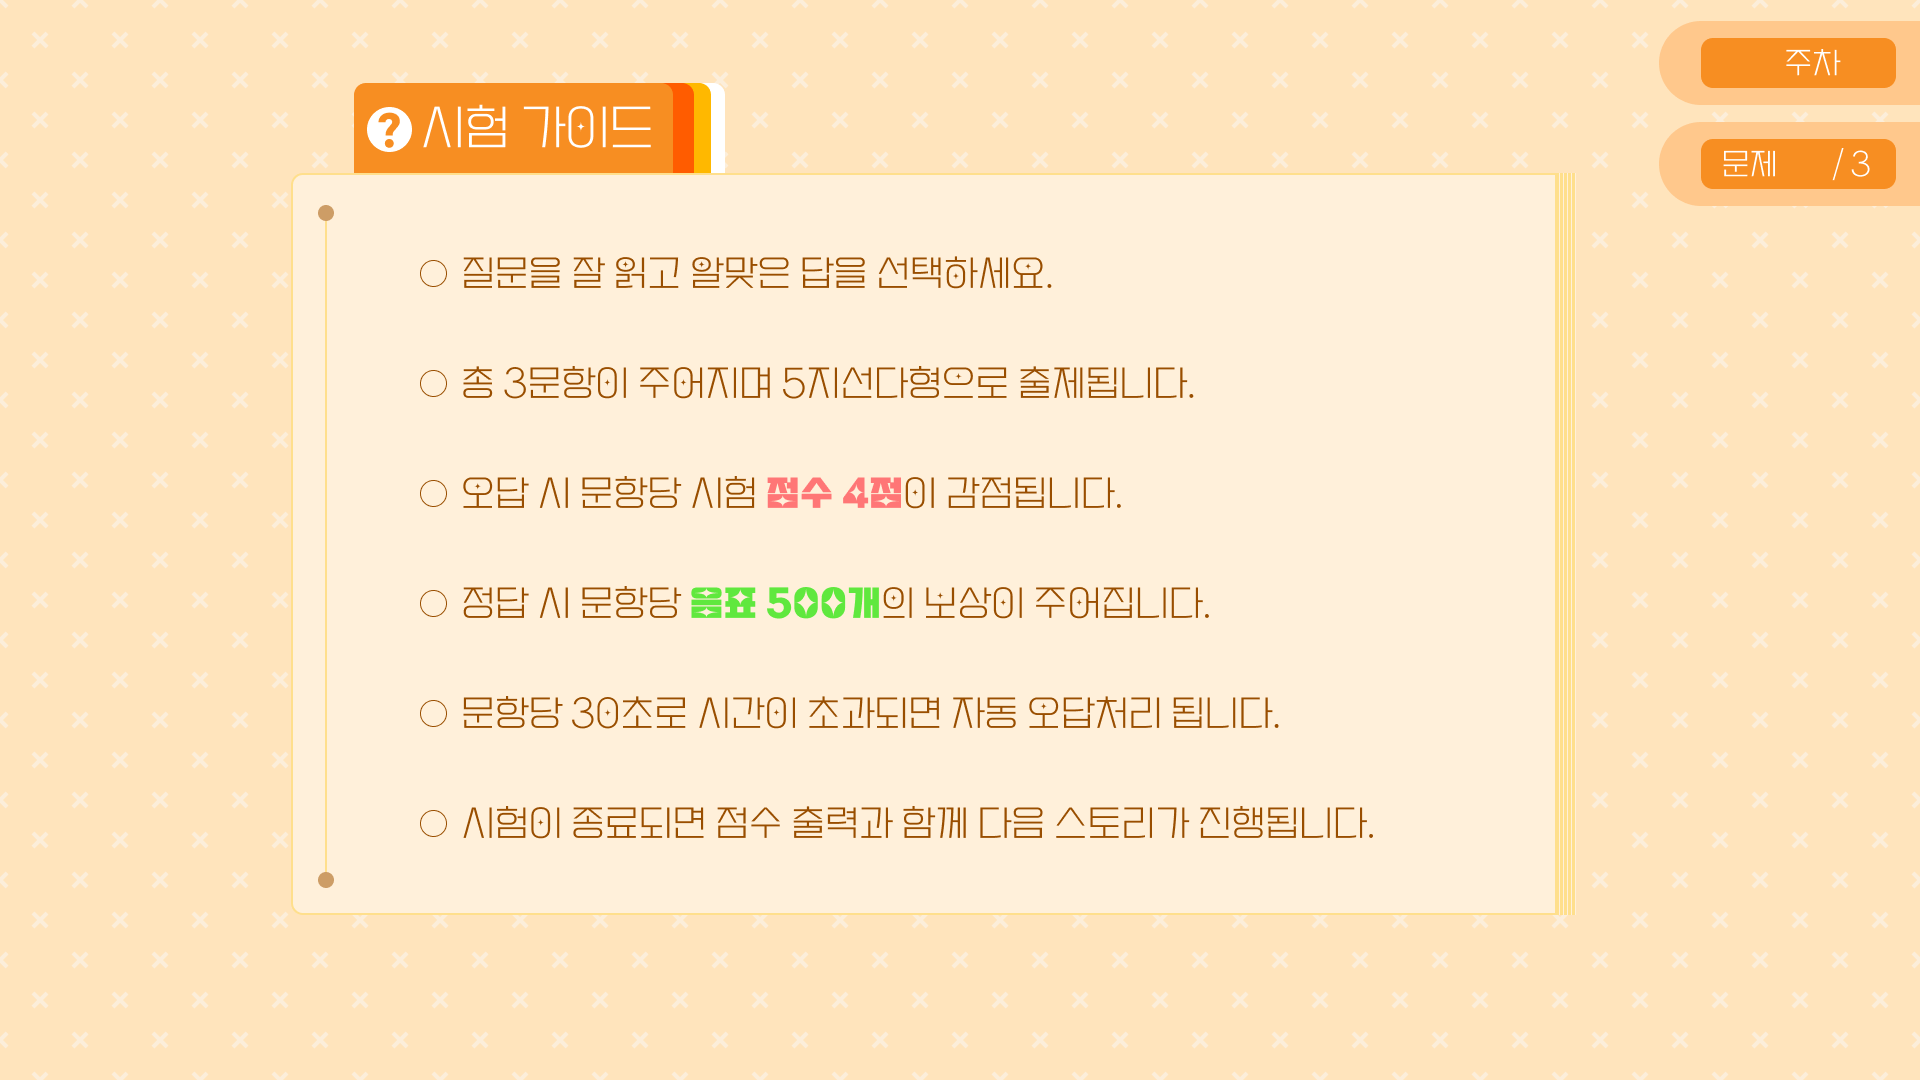 시험 가이드
주차
문제 / 3
질문을 잘 읽고 알맞은 답을 선택하세요.
총 3문항이 주어지며 5지선다형으로 출제됩니다.
오답 시 문항당 시험 점수 4점이 감점됩니다.
정답 시 문항당 음표 500개의 보상이 주어집니다.
문항당 30초로 시간이 초과되면 자동 오답처리 됩니다.
시험이 종료되면 점수 출력과 함께 다음 스토리가 진행됩니다.